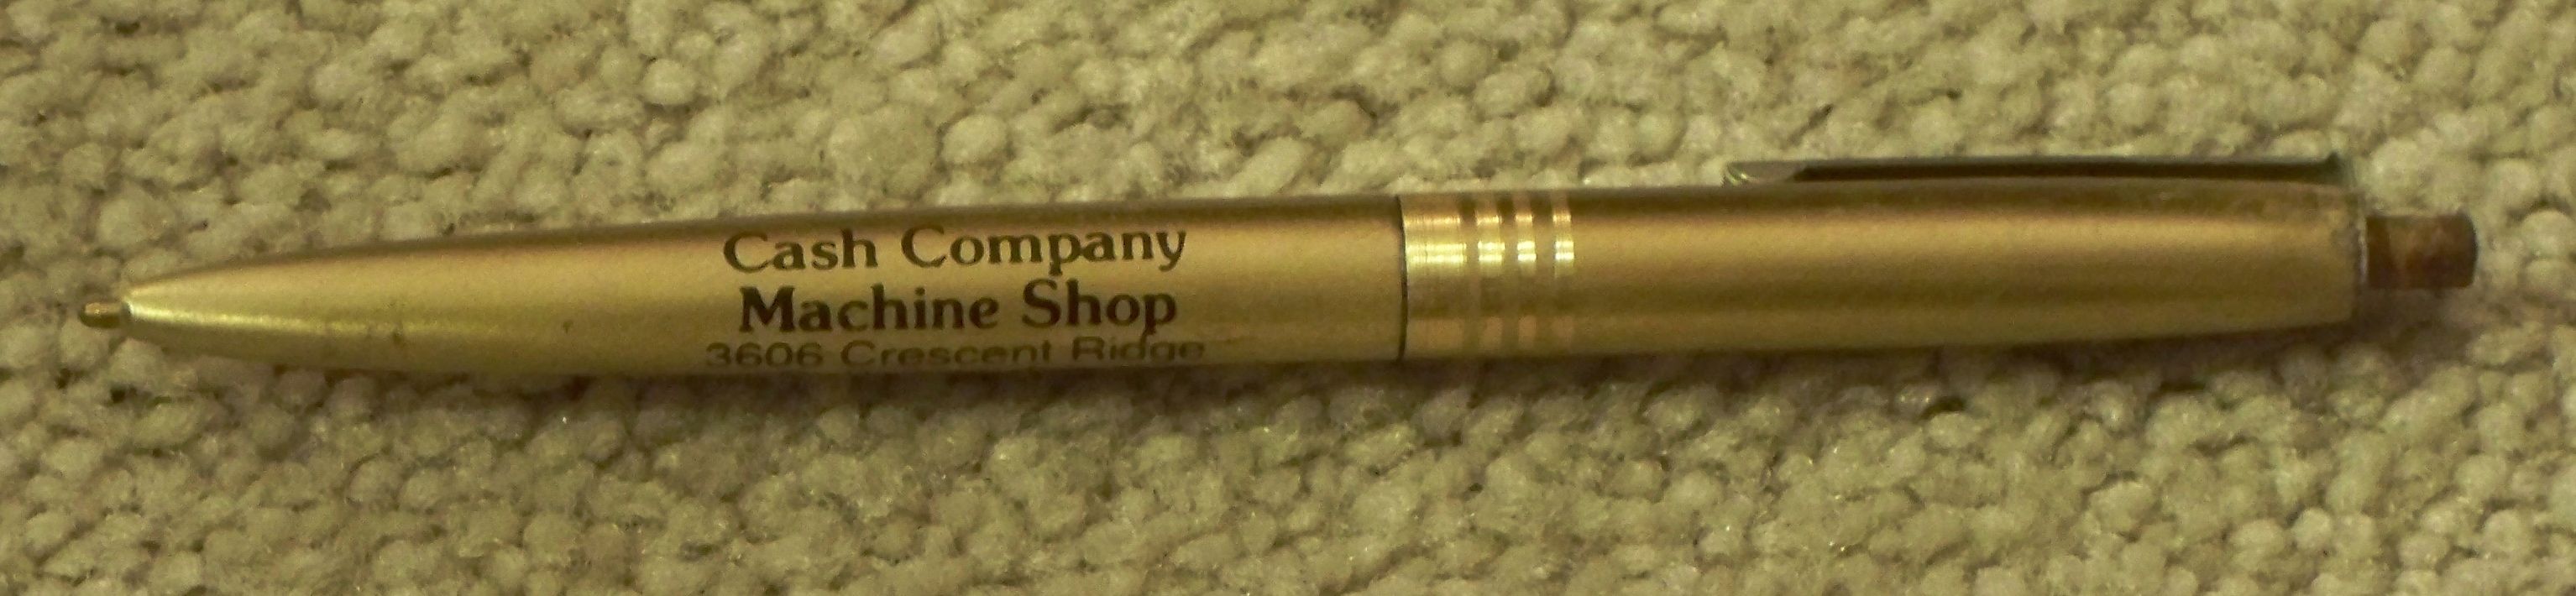 Cash Company
Machine Shop
3606 Crescent Ridge